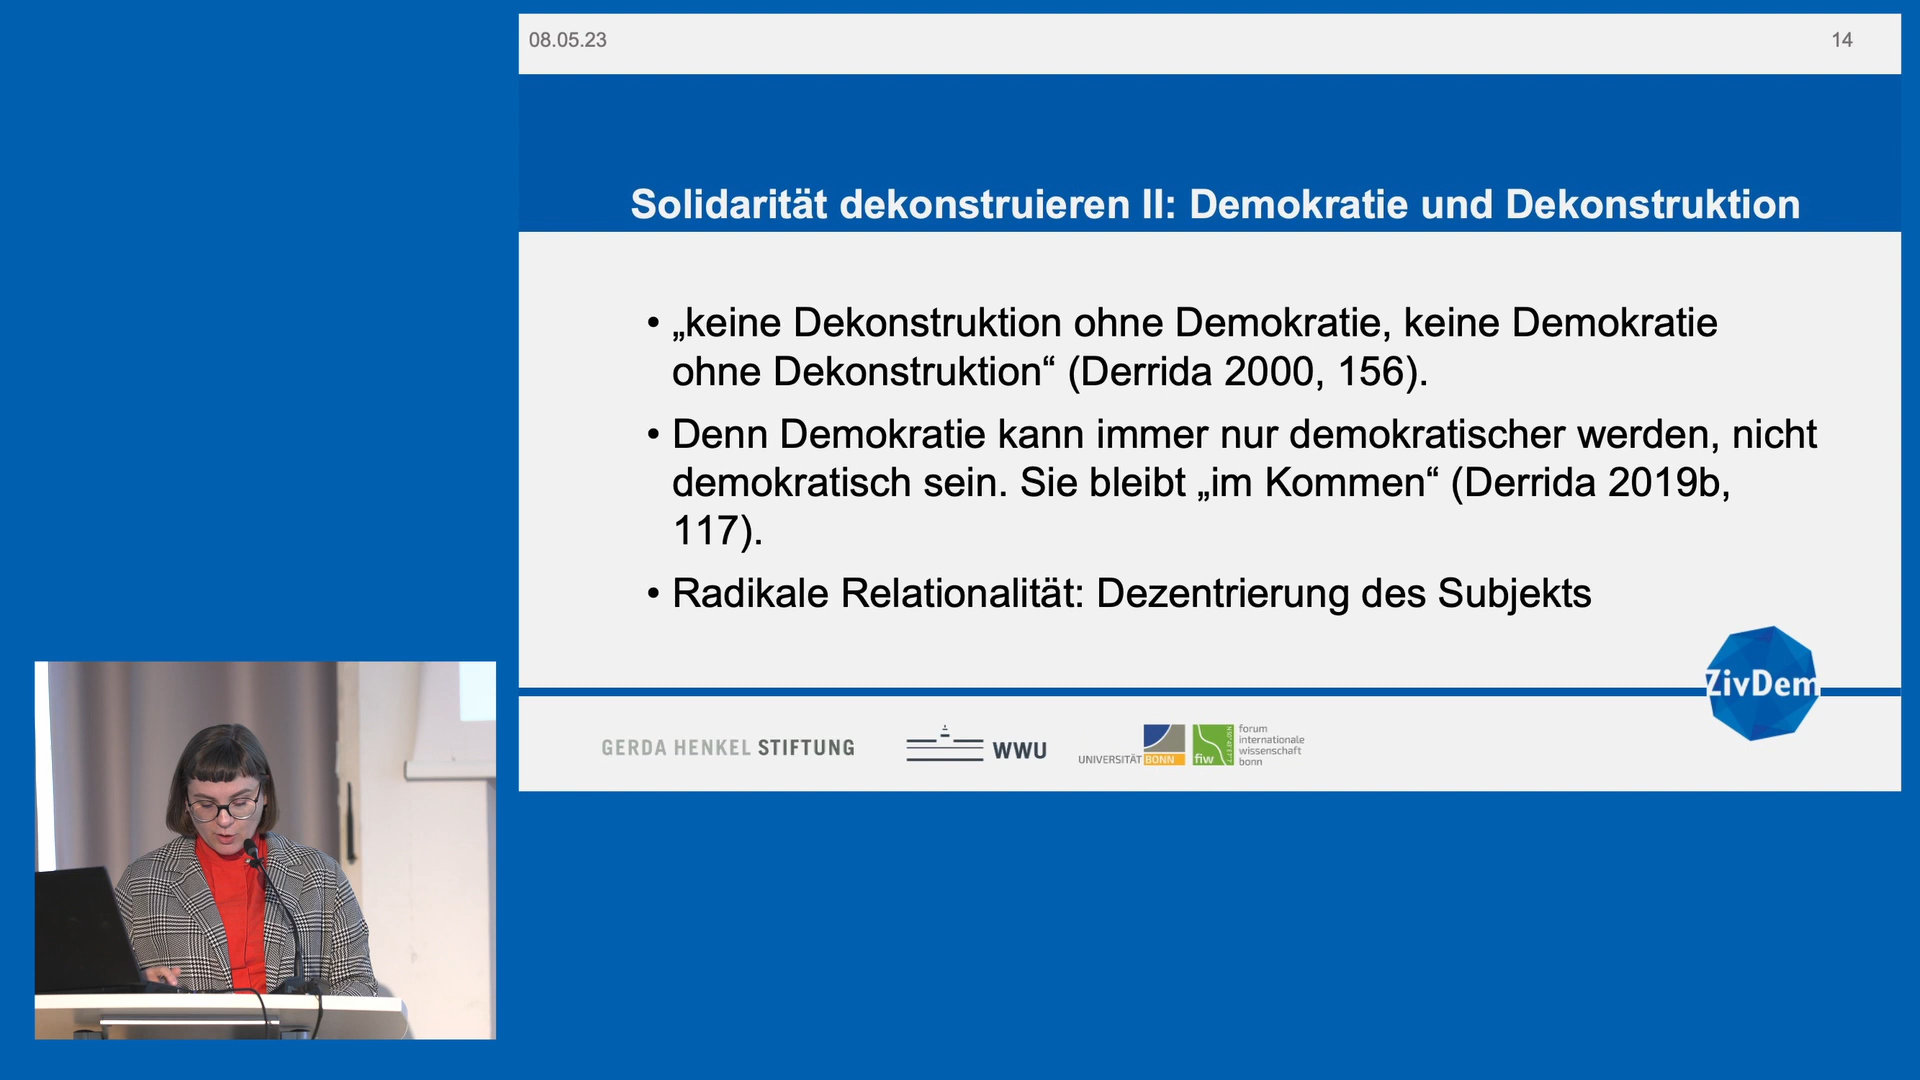 08.05.23
14
Solidarität dekonstruieren II: Demokratie und Dekonstruktion
• „keine Dekonstruktion ohne Demokratie, keine Demokratie
ohne Dekonstruktion“ (Derrida 2000, 156).
• Denn Demokratie kann immer nur demokratischer werden, nicht
demokratisch sein. Sie bleibt „im Kommen“ (Derrida 2019b,
117).
• Radikale Relationalität: Dezentrierung des Subjekts
ZivDem
GERDA HENKEL STIFTUNG
WWU
UNIVERSITÄT BONN
fiw
forum
internationale
wissenschaft
bonn